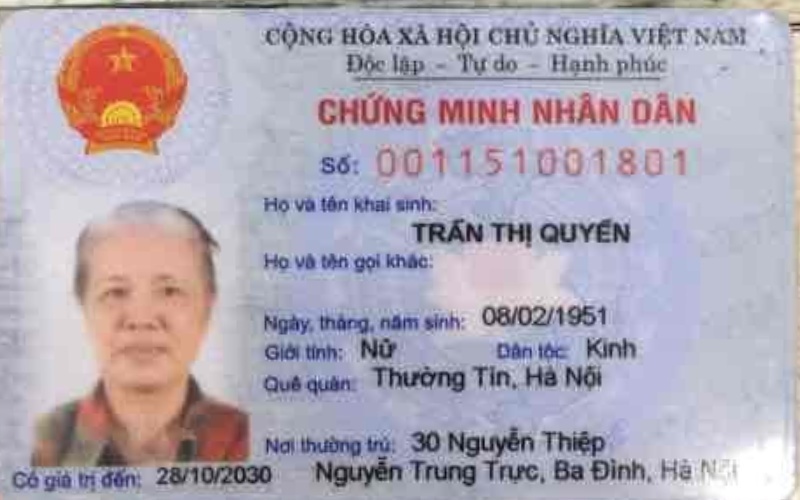 CỘNG HÒA XÃ HỘI CHỦ NGHĨA VIỆT NAM
Độc lập - Tự do - Hạnh phúc
CHỨNG MINH NHÂN DÂN
Số: 001151001801
Họ và tên khai sinh:
TRẦN THỊ QUYẾN
Họ và tên gọi khác:
Ngày, tháng, năm sinh: 08/02/1951
Giới tính: Nữ Dân tộc: Kinh
Quê quán: Thường Tín, Hà Nội
Nơi thường trú: 30 Nguyễn Thiệp
Nguyễn Trung Trực, Ba Đình, Hà Nội
Có giá trị đến: 28/10/2030